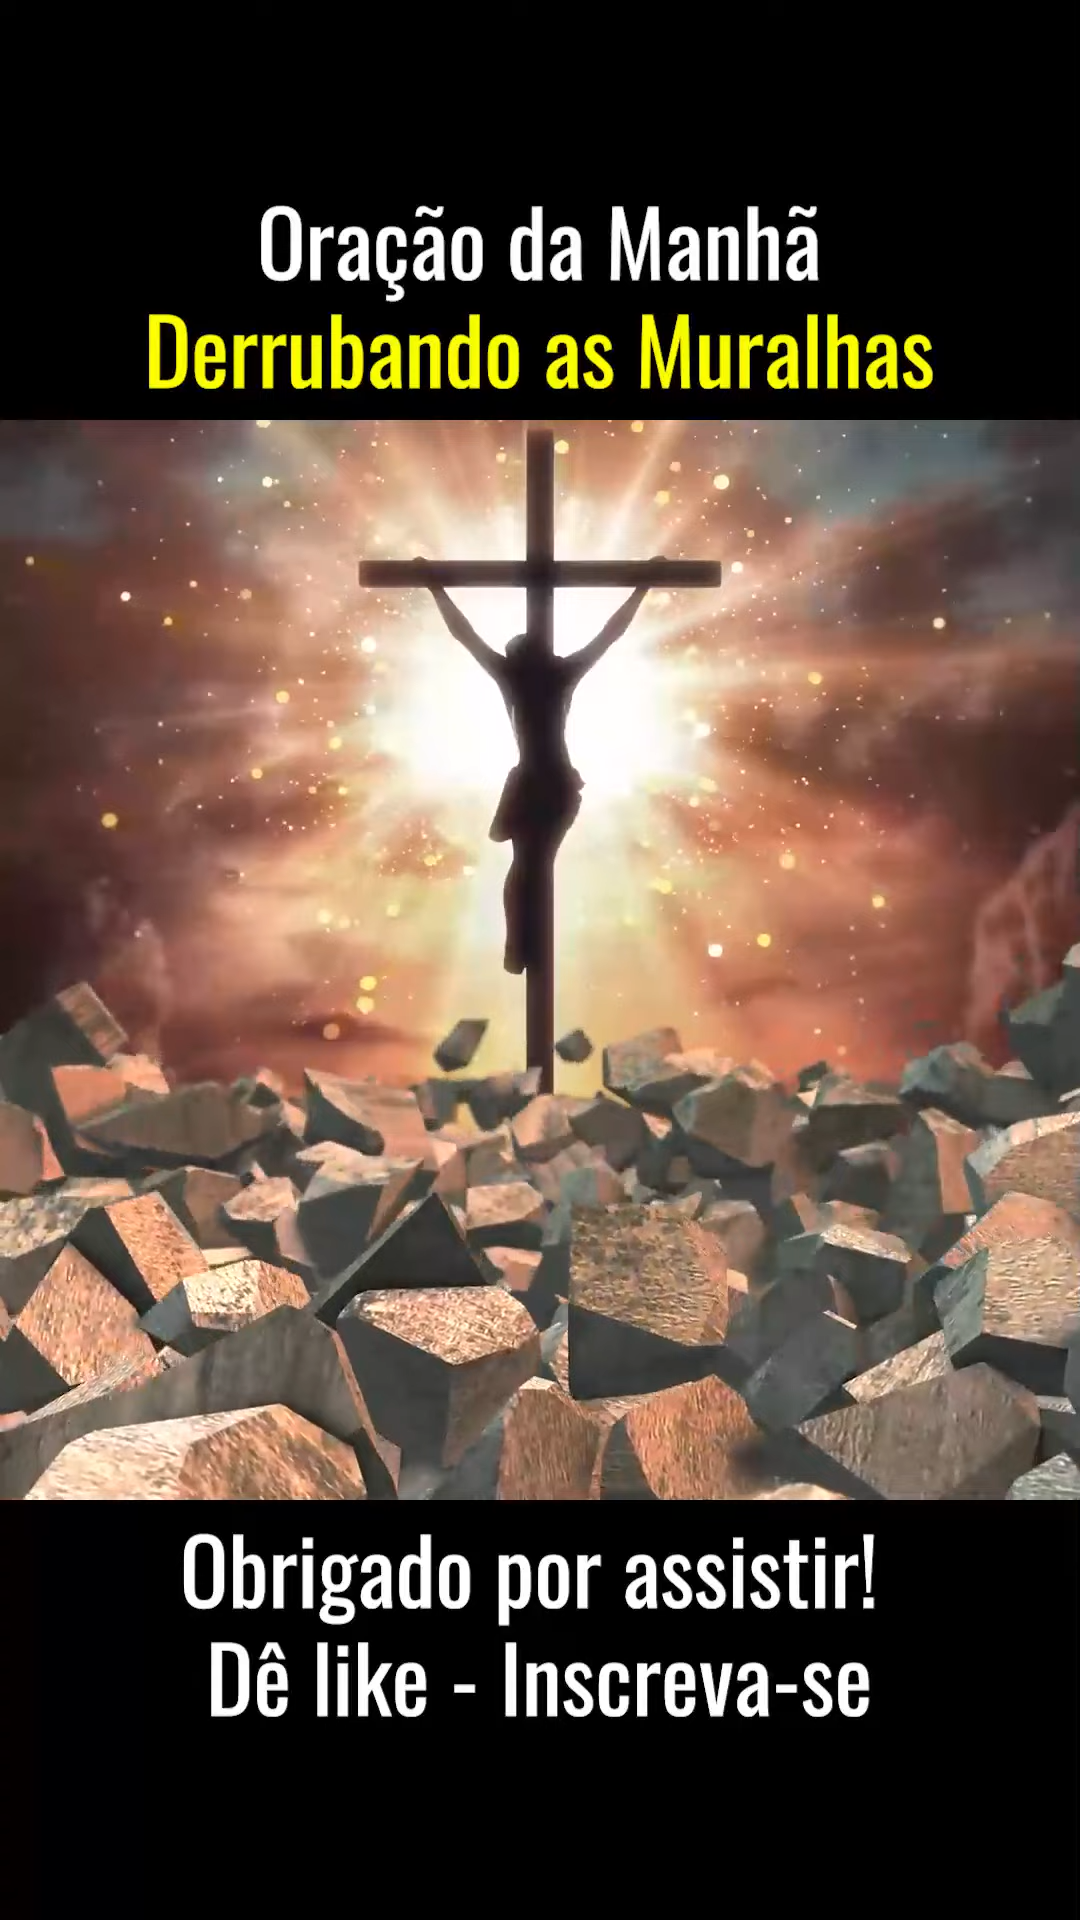 Oração da Manhã
Derrubando as Muralhas
Obrigado por assistir!
Dê like - Inscreva-se